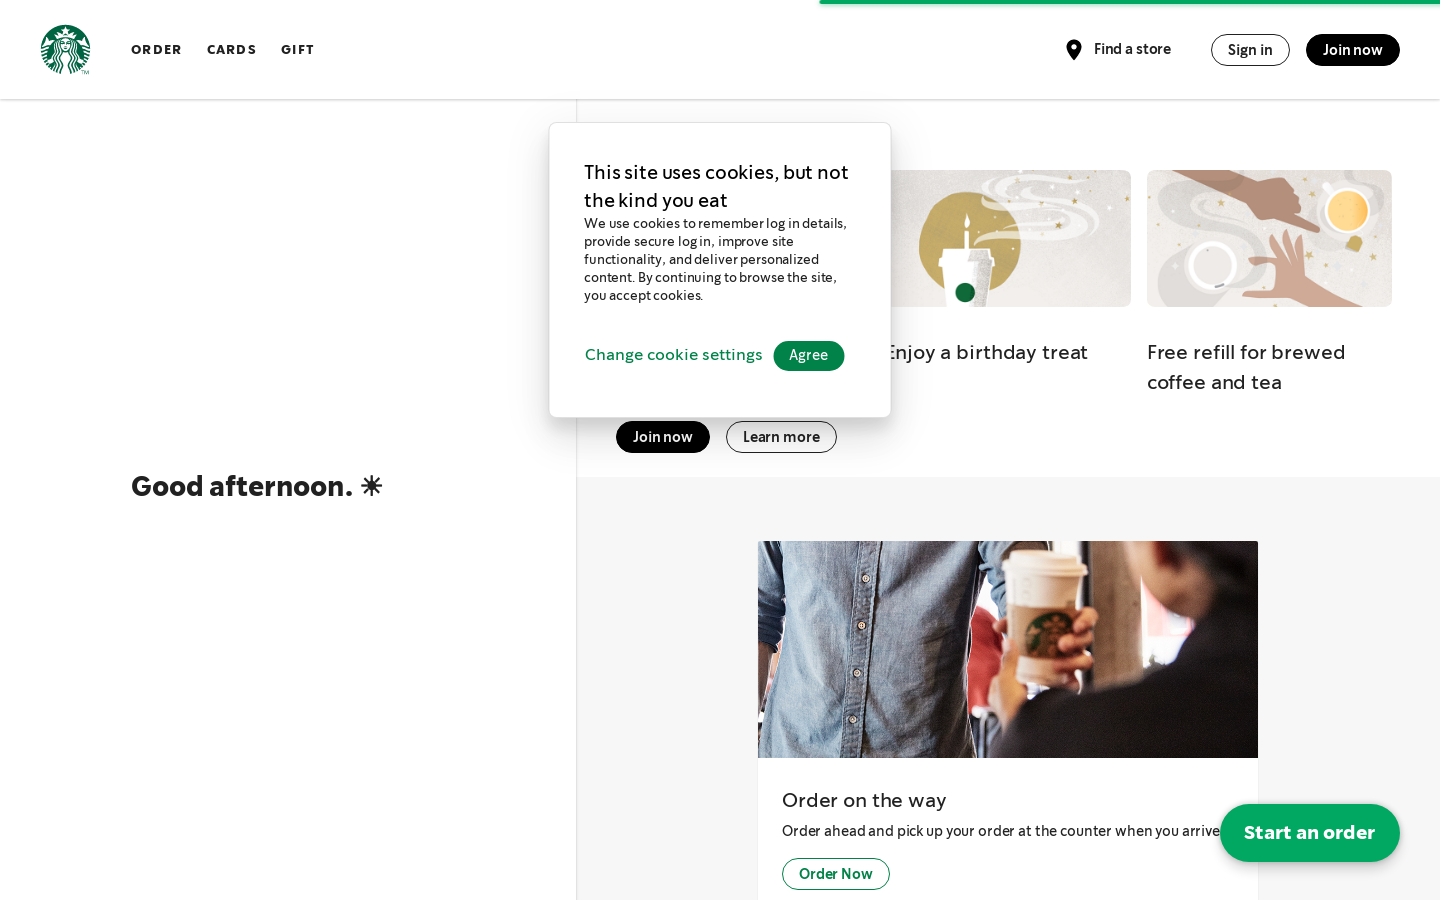 ORDER CARDS GIFT
Find a store
Sign in
Join now
This site uses cookies, but not
the kind you eat
We use cookies to remember log in details,
provide secure log in, improve site
functionality, and deliver personalized
content. By continuing to browse the site,
you accept cookies.
Change cookie settings
Agree
Enjoy a birthday treat
Free refill for brewed
coffee and tea
Join now
Learn more
Good afternoon. ☀
Order on the way
Order ahead and pick up your order at the counter when you arrive
Order Now
Start an order